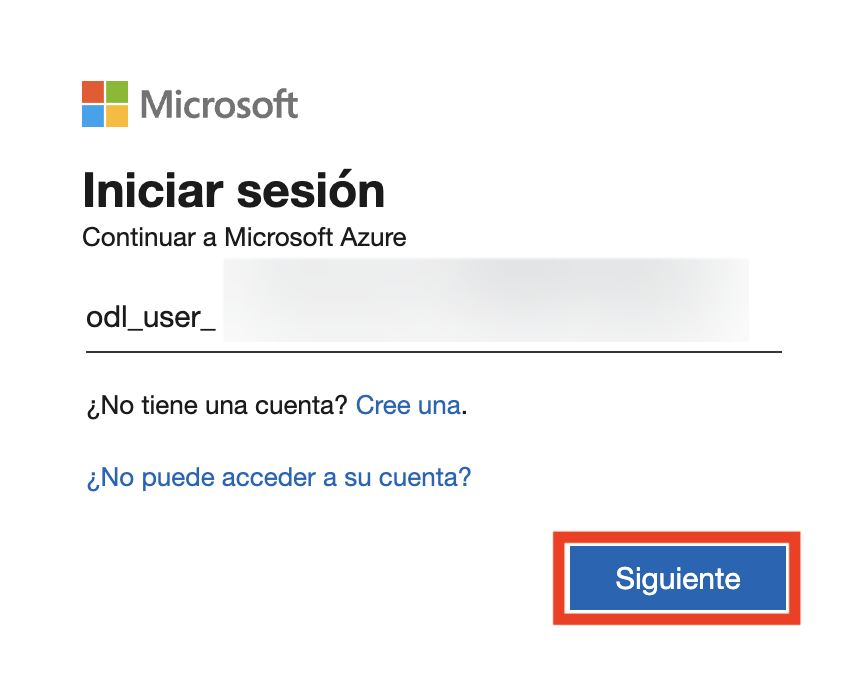 Microsoft
Iniciar sesión
Continuar a Microsoft Azure
odl_user_
¿No tiene una cuenta? Cree una.
¿No puede acceder a su cuenta?
Siguiente